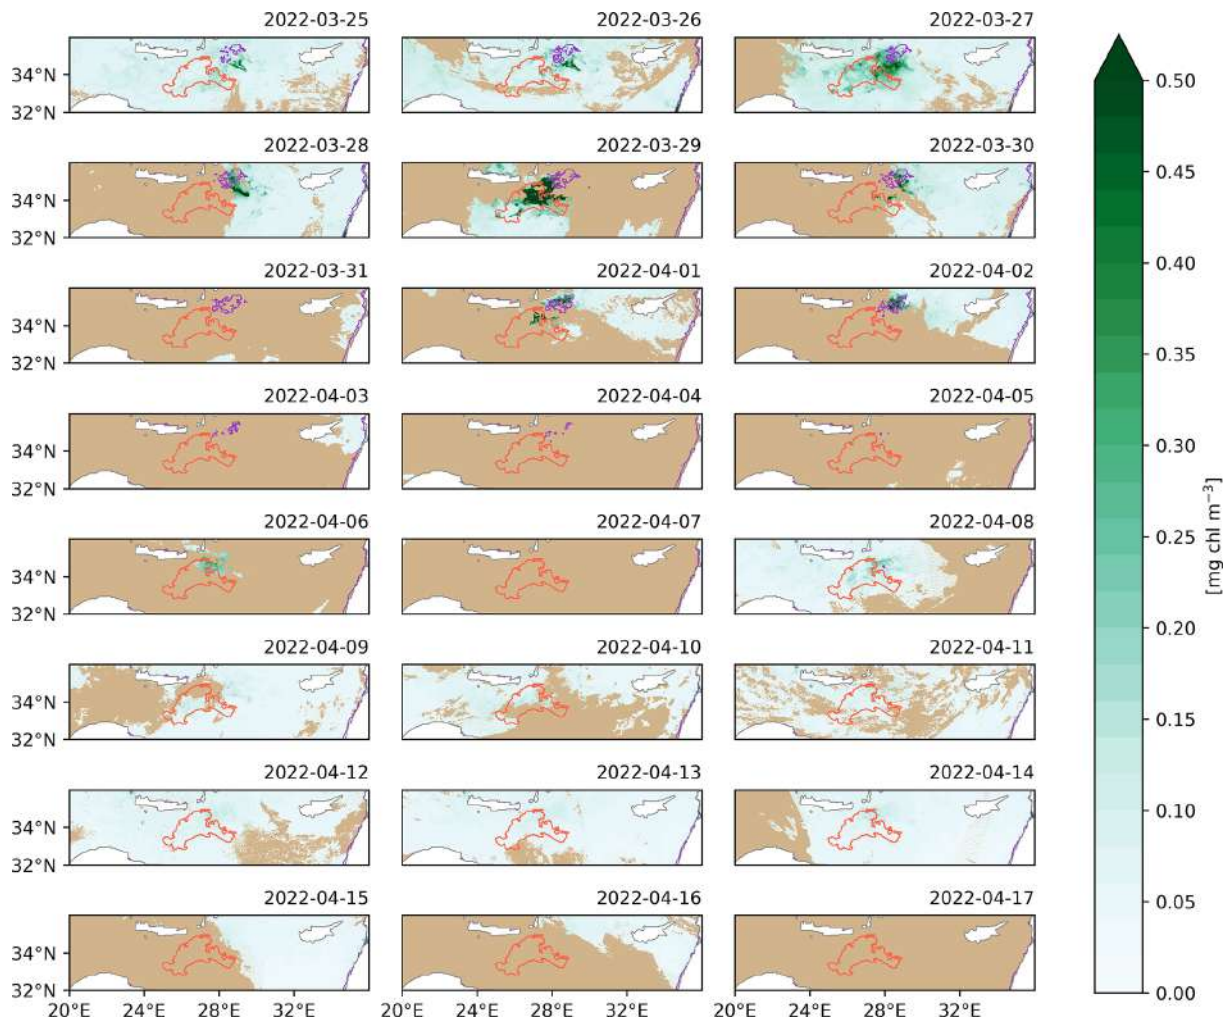 2022-03-25 2022-03-26 2022-03-27
34°N
32°N
2022-03-28 2022-03-29 2022-03-30
34°N
32°N
2022-03-31 2022-04-01 2022-04-02
34°N
32°N
2022-04-03 2022-04-04 2022-04-05
34°N
32°N
2022-04-06 2022-04-07 2022-04-08
34°N
32°N
2022-04-09 2022-04-10 2022-04-11
34°N
32°N
2022-04-12 2022-04-13 2022-04-14
34°N
32°N
2022-04-15 2022-04-16 2022-04-17
34°N
32°N
20°E 24°E 28°E 32°E 20°E 24°E 28°E 32°E 20°E 24°E 28°E 32°E
0.50
0.45
0.40
0.35
0.30
0.25
0.20
0.15
0.10
0.05
0.00
[mg chl m⁻³]